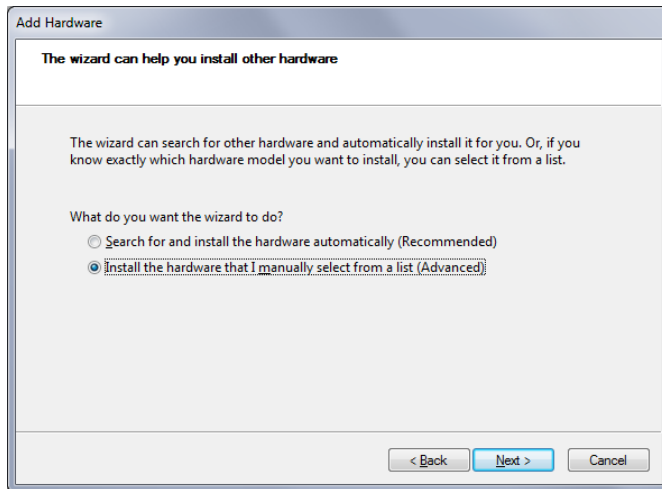 Add Hardware
The wizard can help you install other hardware
The wizard can search for other hardware and automatically install it for you. Or, if you
know exactly which hardware model you want to install, you can select it from a list.
What do you want the wizard to do?
Search for and install the hardware automatically (Recommended)
Install the hardware that I manually select from a list (Advanced)
< Back Next > Cancel